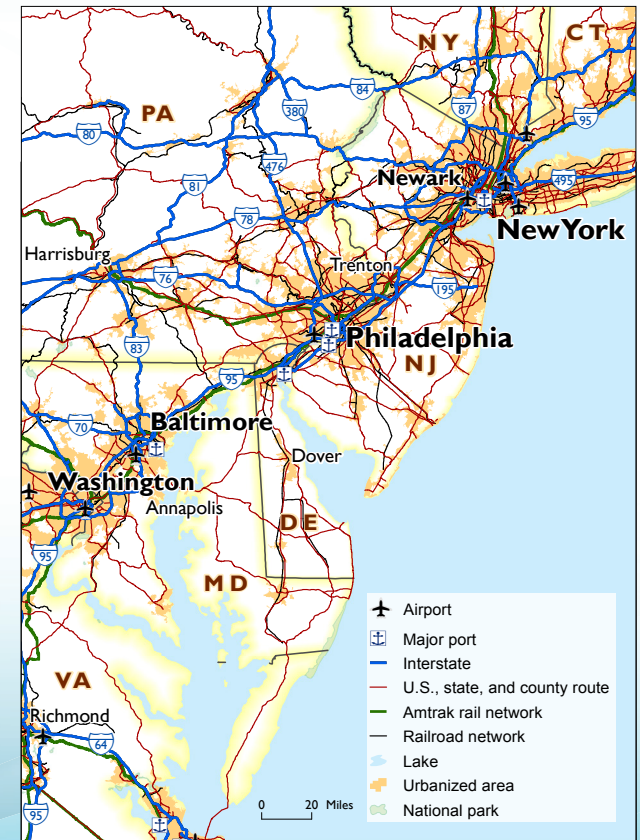 NY
CT
84
PA
380
87
95
80
476
Newark
495
81
78
New York
Harrisburg
Trenton
76
195
Philadelphia
83
NJ
95
70
Baltimore
Dover
Washington
Annapolis
DE
95
MD
Airport
Major port
Interstate
VA
U.S., state, and county route
Richmond
Amtrak rail network
Railroad network
64
Lake
Urbanized area
0 20 Miles
95
National park